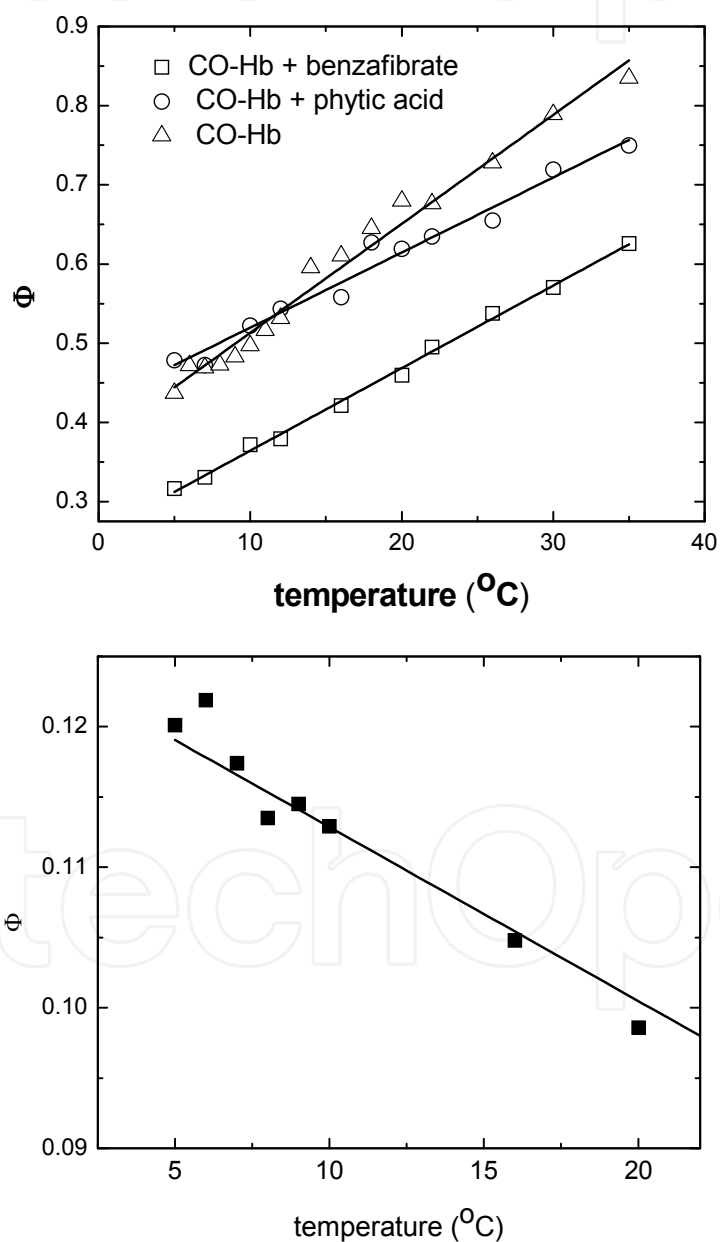 0.9
CO-Hb + benzafibrate
CO-Hb + phytic acid
CO-Hb
0.8
0.7
0.6
Φ
0.5
0.4
0.3
0 10 20 30 40
temperature (ºC)
0.12
0.11
techOp
Φ
0.10
0.09
5 10 15 20
temperature (ºC)